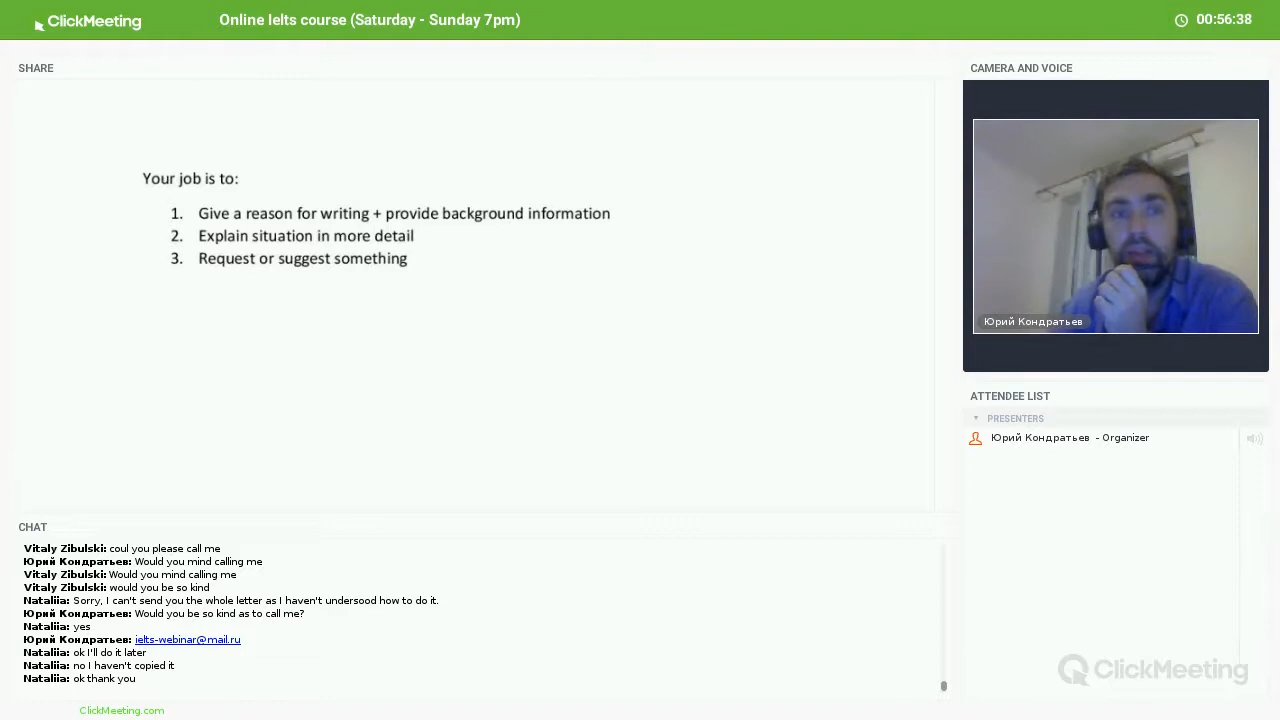 ClickMeeting
Online Ielts course (Saturday - Sunday 7pm)
00:56:38
SHARE
CAMERA AND VOICE
Your job is to:
1. Give a reason for writing + provide background information
2. Explain situation in more detail
3. Request or suggest something
Юрий Кондратьев
ATTENDEE LIST
PRESENTERS
Юрий Кондратьев - Organizer
CHAT
Vitaly Zibulski: coul you please call me
Юрий Кондратьев: Would you mind calling me
Vitaly Zibulski: Would you mind calling me
Vitaly Zibulski: would you be so kind
Nataliia: Sorry, I can't send you the whole letter as I haven't undersood how to do it.
Юрий Кондратьев: Would you be so kind as to call me?
Nataliia: yes
Юрий Кондратьев: ielts-webinar@mail.ru
Nataliia: ok I'll do it later
Nataliia: no I haven't copied it
Nataliia: ok thank you
ClickMeeting
ClickMeeting.com